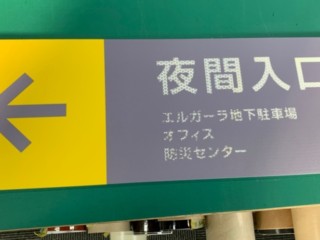 夜間入口
エルガーラ地下駐車場
オフィス
防災センター